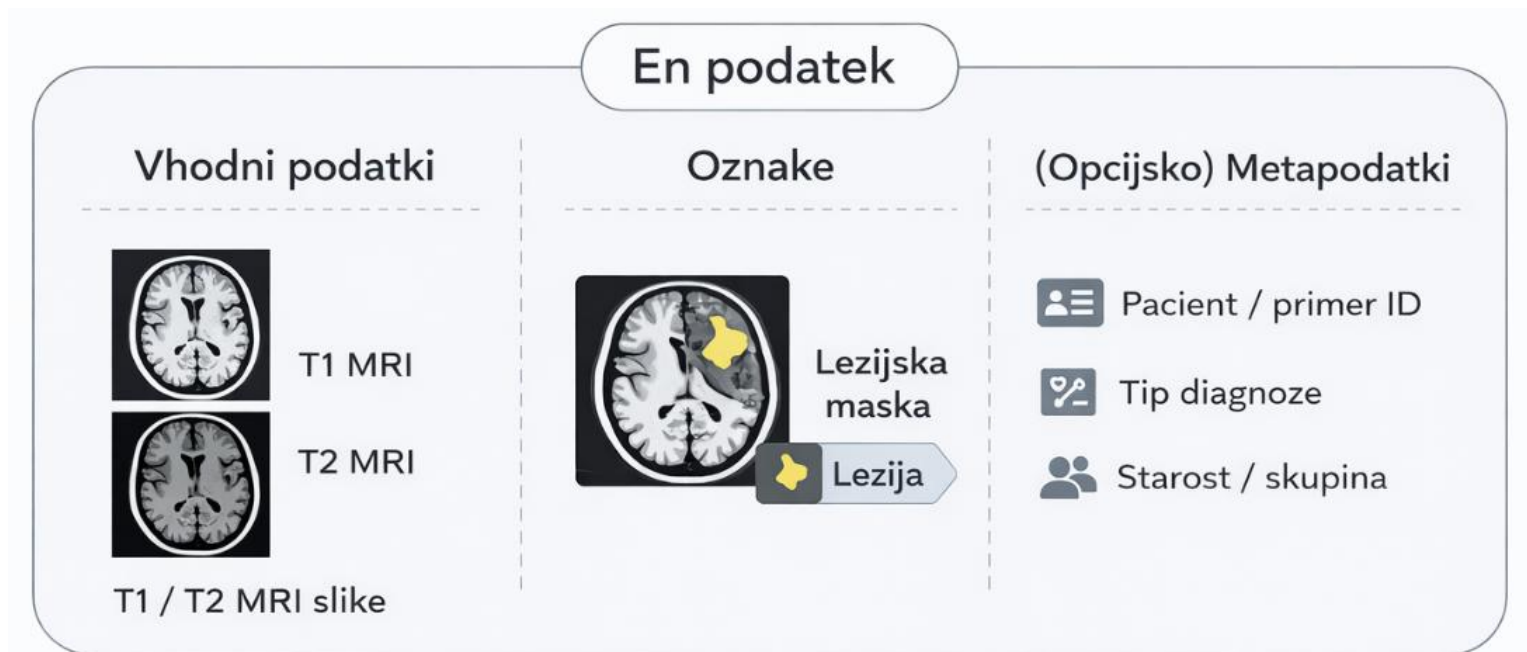 En podatek
Vhodni podatki
T1 MRI
T2 MRI
T1 / T2 MRI slike
Oznake
Lezijska
maska
Lezija
(Opcijsko) Metapodatki
Pacient / primer ID
Tip diagnoze
Starost / skupina